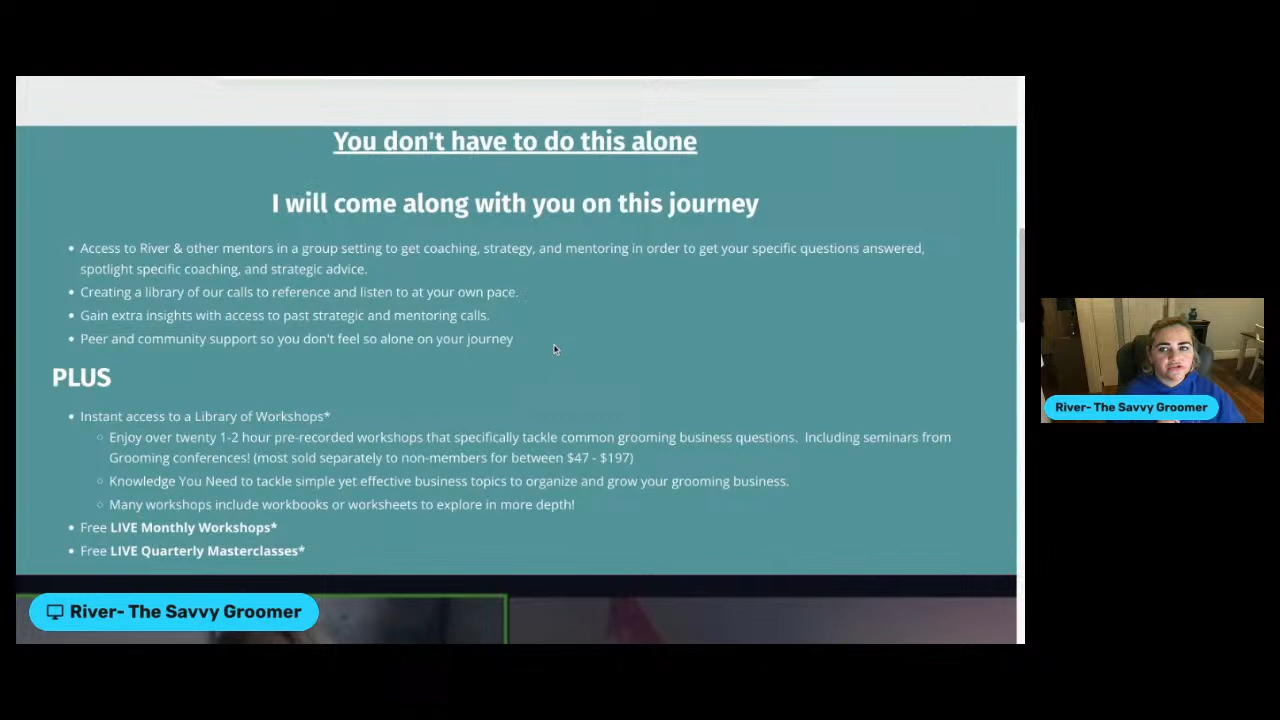 You don't have to do this alone
I will come along with you on this journey
• Access to River & other mentors in a group setting to get coaching, strategy, and mentoring in order to get your specific questions answered,
spotlight specific coaching, and strategic advice.
• Creating a library of our calls to reference and listen to at your own pace.
• Gain extra insights with access to past strategic and mentoring calls.
• Peer and community support so you don't feel so alone on your journey
PLUS
• Instant access to a Library of Workshops*
◦ Enjoy over twenty 1-2 hour pre-recorded workshops that specifically tackle common grooming business questions. Including seminars from
Grooming conferences! (most sold separately to non-members for between $47 - $197)
◦ Knowledge You Need to tackle simple yet effective business topics to organize and grow your grooming business.
◦ Many workshops include workbooks or worksheets to explore in more depth!
• Free LIVE Monthly Workshops*
• Free LIVE Quarterly Masterclasses*
River- The Savvy Groomer
River- The Savvy Groomer